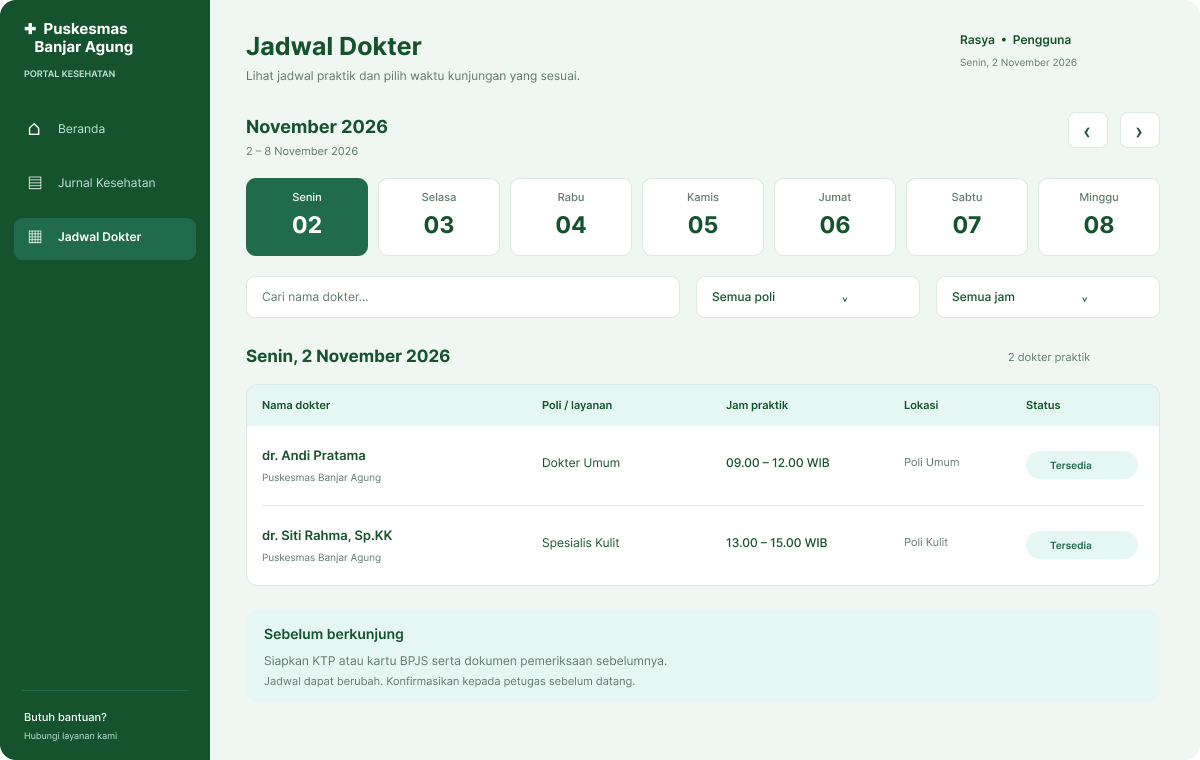 ✚ Puskesmas
Banjar Agung
PORTAL KESEHATAN
Beranda
Jurnal Kesehatan
Jadwal Dokter
Butuh bantuan?
Hubungi layanan kami
Jadwal Dokter
Lihat jadwal praktik dan pilih waktu kunjungan yang sesuai.
Rasya • Pengguna
Senin, 2 November 2026
November 2026
2 – 8 November 2026
❮ ❯
Senin Selasa Rabu Kamis Jumat Sabtu Minggu
02 03 04 05 06 07 08
Cari nama dokter... Semua poli ˅ Semua jam ˅
Senin, 2 November 2026 2 dokter praktik
Nama dokter Poli / layanan Jam praktik Lokasi Status
dr. Andi Pratama Dokter Umum 09.00 – 12.00 WIB Poli Umum Tersedia
Puskesmas Banjar Agung
dr. Siti Rahma, Sp.KK Spesialis Kulit 13.00 – 15.00 WIB Poli Kulit Tersedia
Puskesmas Banjar Agung
Sebelum berkunjung
Siapkan KTP atau kartu BPJS serta dokumen pemeriksaan sebelumnya.
Jadwal dapat berubah. Konfirmasikan kepada petugas sebelum datang.